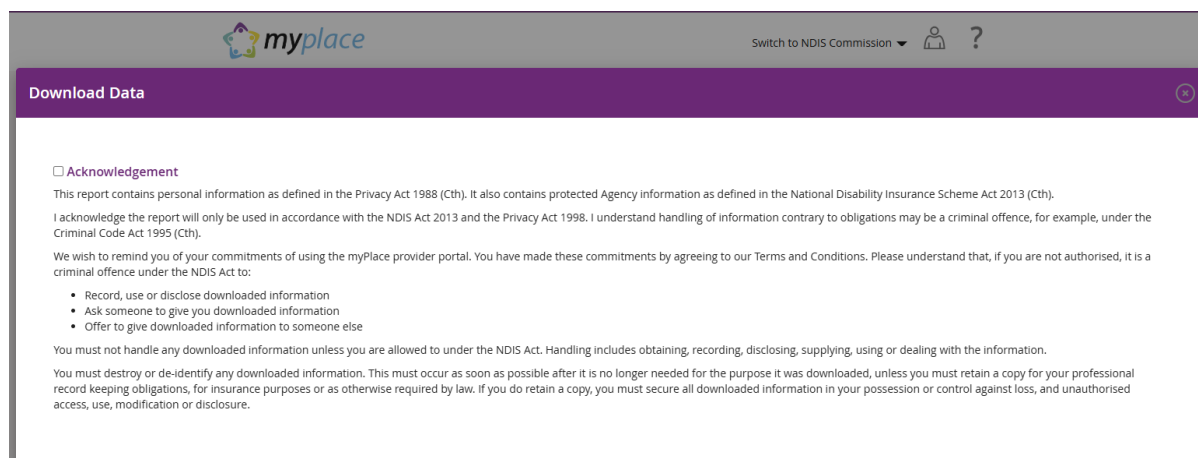 myplace
Switch to NDIS Commission
?
Download Data
Acknowledgement
This report contains personal information as defined in the Privacy Act 1988 (Cth). It also contains protected Agency information as defined in the National Disability Insurance Scheme Act 2013 (Cth).
I acknowledge the report will only be used in accordance with the NDIS Act 2013 and the Privacy Act 1998. I understand handling of information contrary to obligations may be a criminal offence, for example, under the
Criminal Code Act 1995 (Cth).
We wish to remind you of your commitments of using the myPlace provider portal. You have made these commitments by agreeing to our Terms and Conditions. Please understand that, if you are not authorised, it is a
criminal offence under the NDIS Act to:
• Record, use or disclose downloaded information
• Ask someone to give you downloaded information
• Offer to give downloaded information to someone else
You must not handle any downloaded information unless you are allowed to under the NDIS Act. Handling includes obtaining, recording, disclosing, supplying, using or dealing with the information.
You must destroy or de-identify any downloaded information. This must occur as soon as possible after it is no longer needed for the purpose it was downloaded, unless you must retain a copy for your professional
record keeping obligations, for insurance purposes or as otherwise required by law. If you do retain a copy, you must secure all downloaded information in your possession or control against loss, and unauthorised
access, use, modification or disclosure.